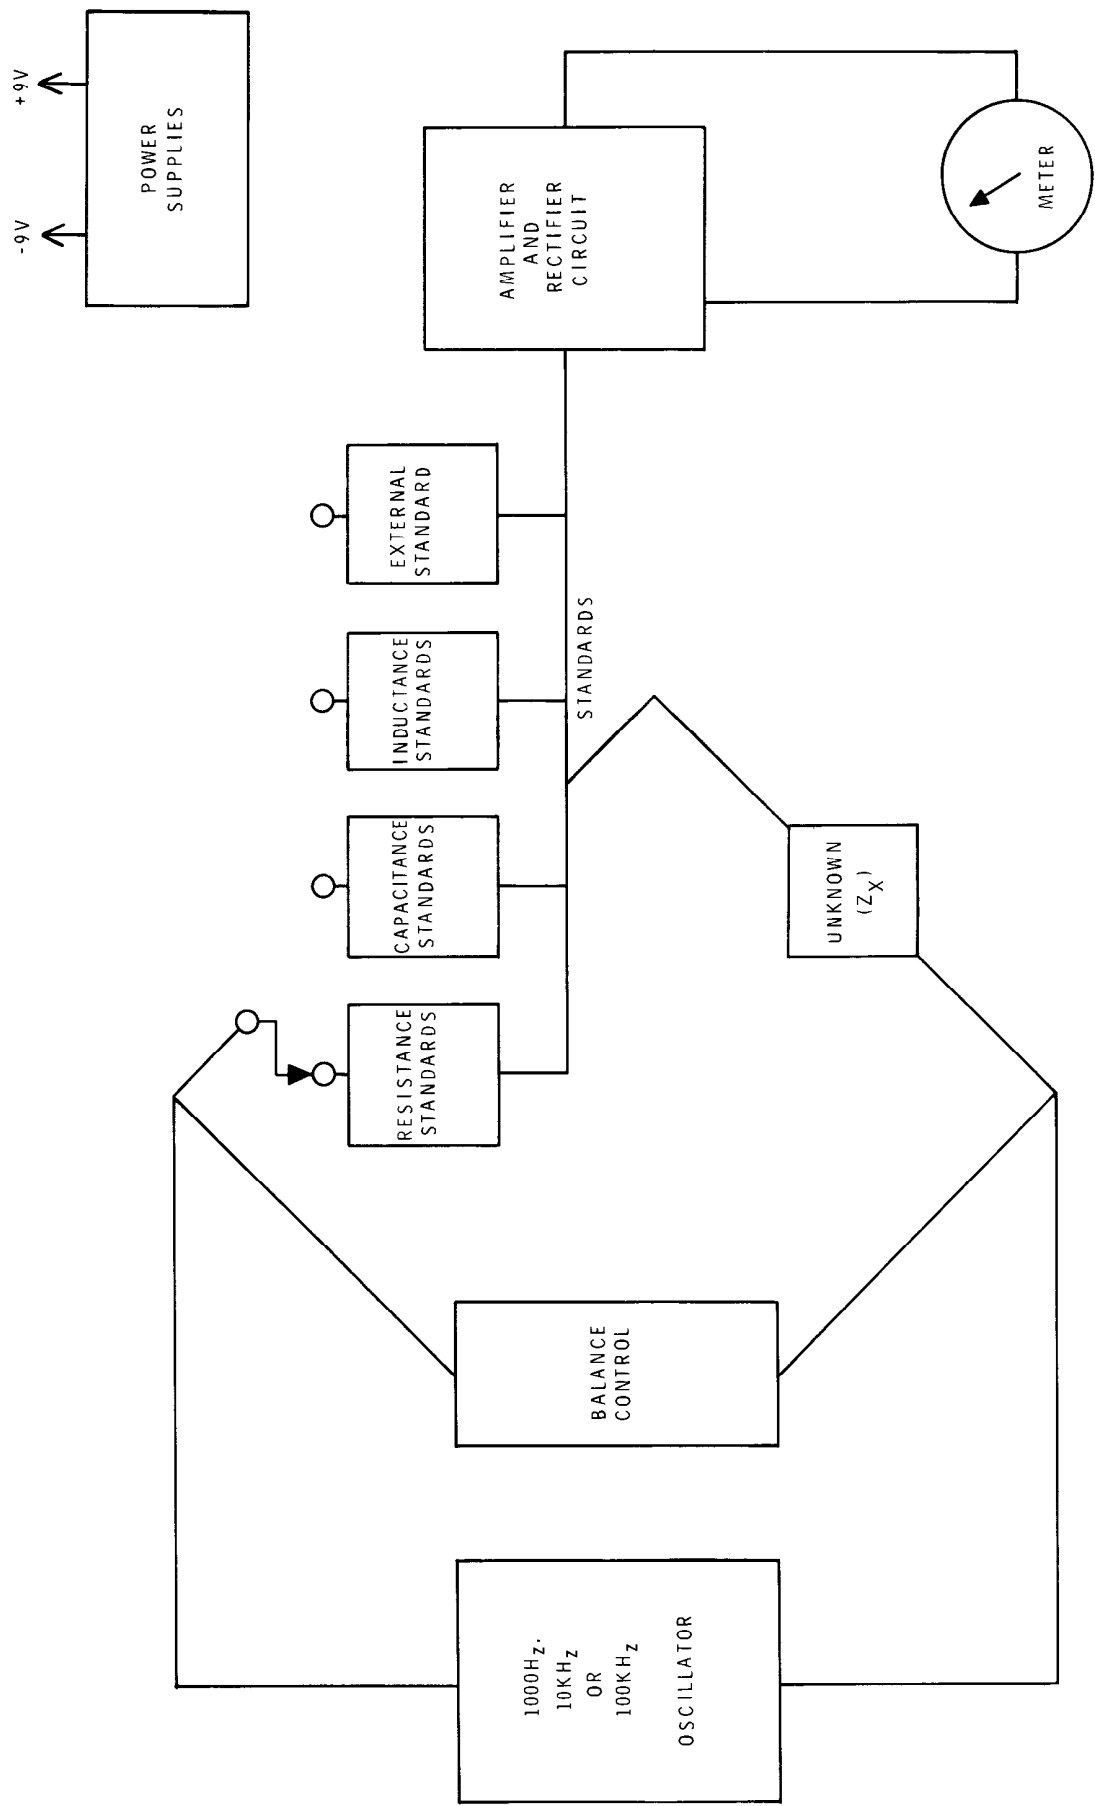 1000Hz.
10KHz
OR
100KHz
OSCILLATOR
BALANCE
CONTROL
RESISTANCE
STANDARDS
CAPACITANCE
STANDARDS
INDUCTANCE
STANDARDS
EXTERNAL
STANDARD
STANDARDS
UNKNOWN
(ZX)
AMPLIFIER
AND
RECTIFIER
CIRCUIT
METER
-9V
+9V
POWER
SUPPLIES